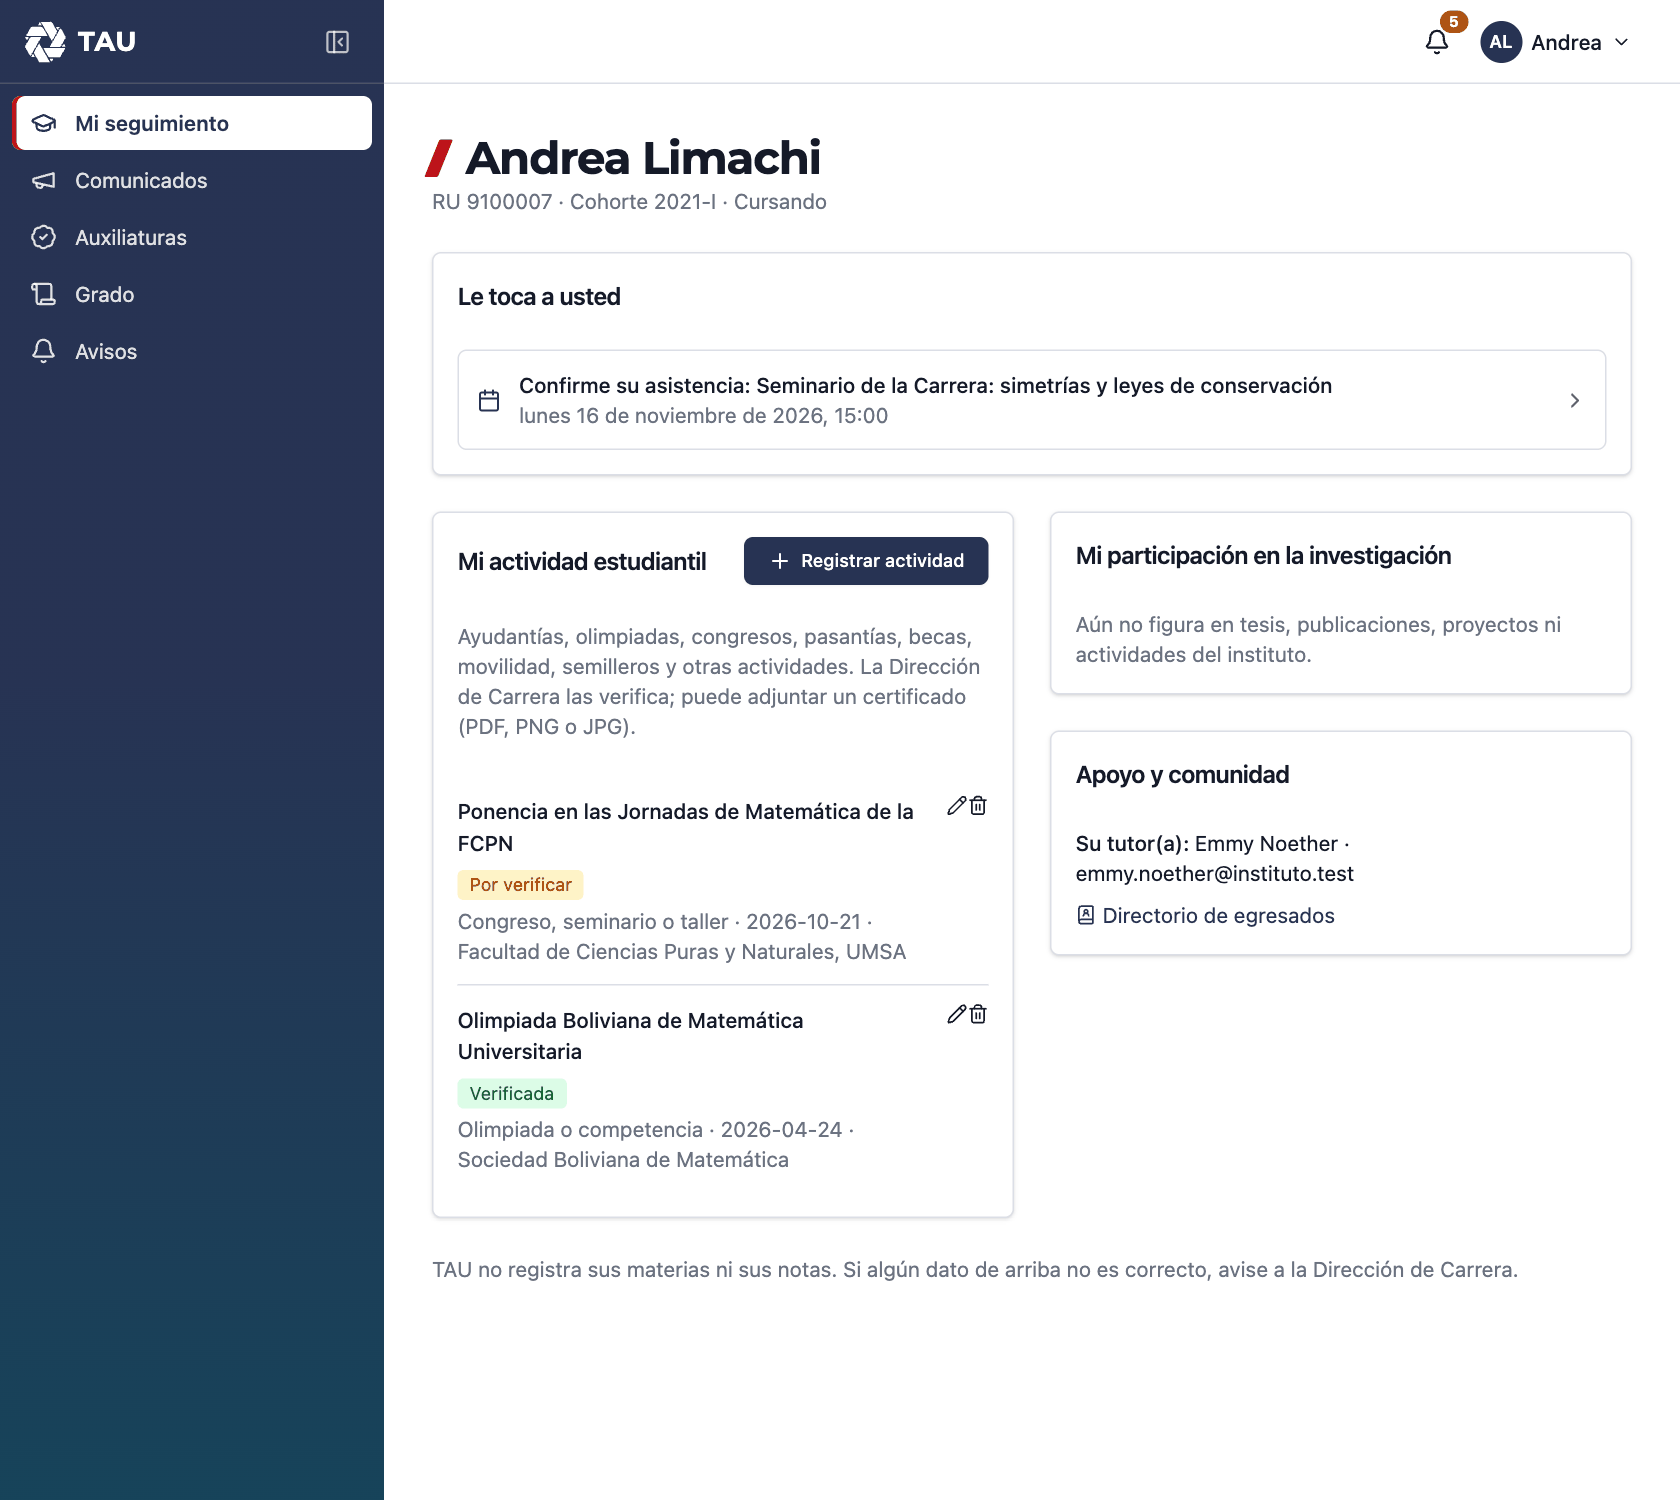 TAU
5
AL
Andrea
Mi seguimiento
Comunicados
Auxiliaturas
Grado
Avisos
Andrea Limachi
RU 9100007 · Cohorte 2021-I · Cursando
Le toca a usted
Confirme su asistencia: Seminario de la Carrera: simetrías y leyes de conservación
lunes 16 de noviembre de 2026, 15:00
Mi actividad estudiantil
Registrar actividad
Ayudantías, olimpiadas, congresos, pasantías, becas,
movilidad, semilleros y otras actividades. La Dirección
de Carrera las verifica; puede adjuntar un certificado
(PDF, PNG o JPG).
Ponencia en las Jornadas de Matemática de la
FCPN
Por verificar
Congreso, seminario o taller · 2026-10-21 ·
Facultad de Ciencias Puras y Naturales, UMSA
Olimpiada Boliviana de Matemática
Universitaria
Verificada
Olimpiada o competencia · 2026-04-24 ·
Sociedad Boliviana de Matemática
Mi participación en la investigación
Aún no figura en tesis, publicaciones, proyectos ni
actividades del instituto.
Apoyo y comunidad
Su tutor(a): Emmy Noether ·
emmy.noether@instituto.test
Directorio de egresados
TAU no registra sus materias ni sus notas. Si algún dato de arriba no es correcto, avise a la Dirección de Carrera.